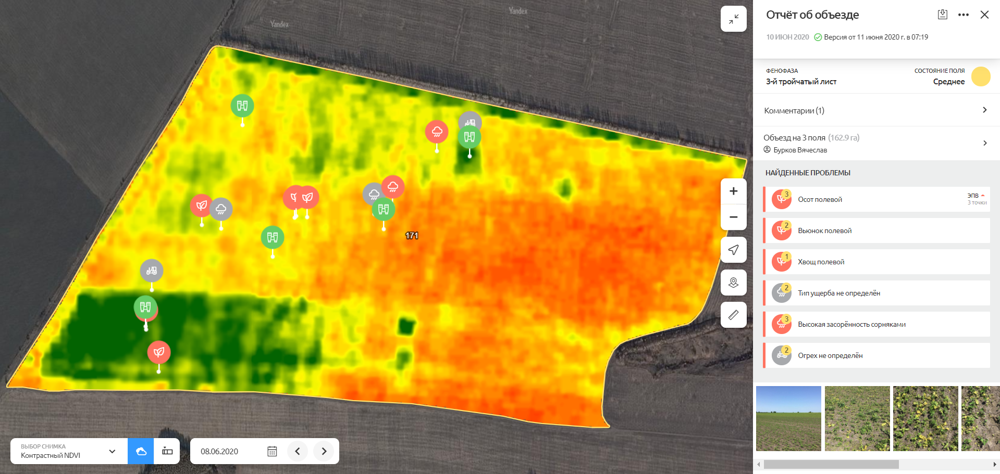 Yandex
Yandex
171
ВЫБОР СНИМКА
Контрастный NDVI
08.06.2020
Отчёт об объезде
10 ИЮН 2020 Версия от 11 июня 2020 г. в 07:19
ФЕНОФАЗА
3-й тройчатый лист
СОСТОЯНИЕ ПОЛЯ
Среднее
Комментарии (1)
Объезд на 3 поля (162.9 га)
Бурков Вячеслав
НАЙДЕННЫЕ ПРОБЛЕМЫ
3 Осот полевой
ЭПВ
3 точки
2 Вьюнок полевой
1 Хвощ полевой
2 Тип ущерба не определён
3 Высокая засорённость сорняками
2 Огрех не определён